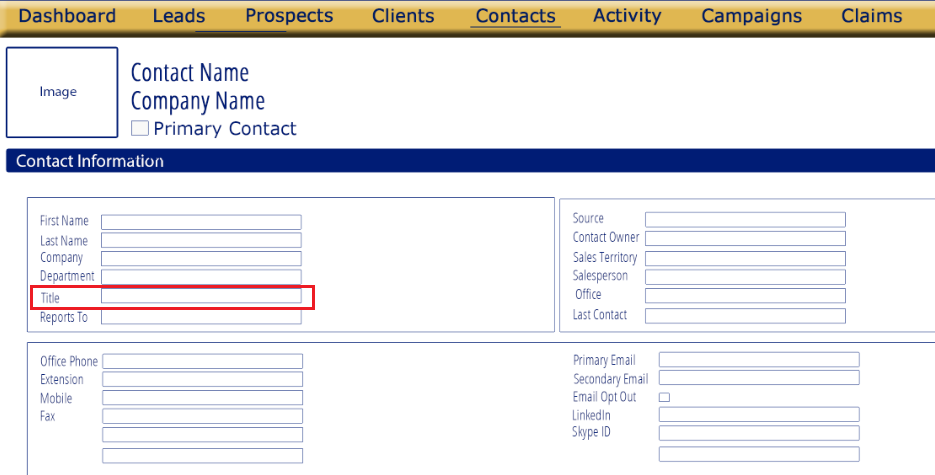 Dashboard Leads Prospects Clients Contacts Activity Campaigns Claims
Image
Contact Name
Company Name
Primary Contact
Contact Information
First Name
Last Name
Company
Department
Title
Reports To
Source
Contact Owner
Sales Territory
Salesperson
Office
Last Contact
Office Phone
Extension
Mobile
Fax
Primary Email
Secondary Email
Email Opt Out
LinkedIn
Skype ID